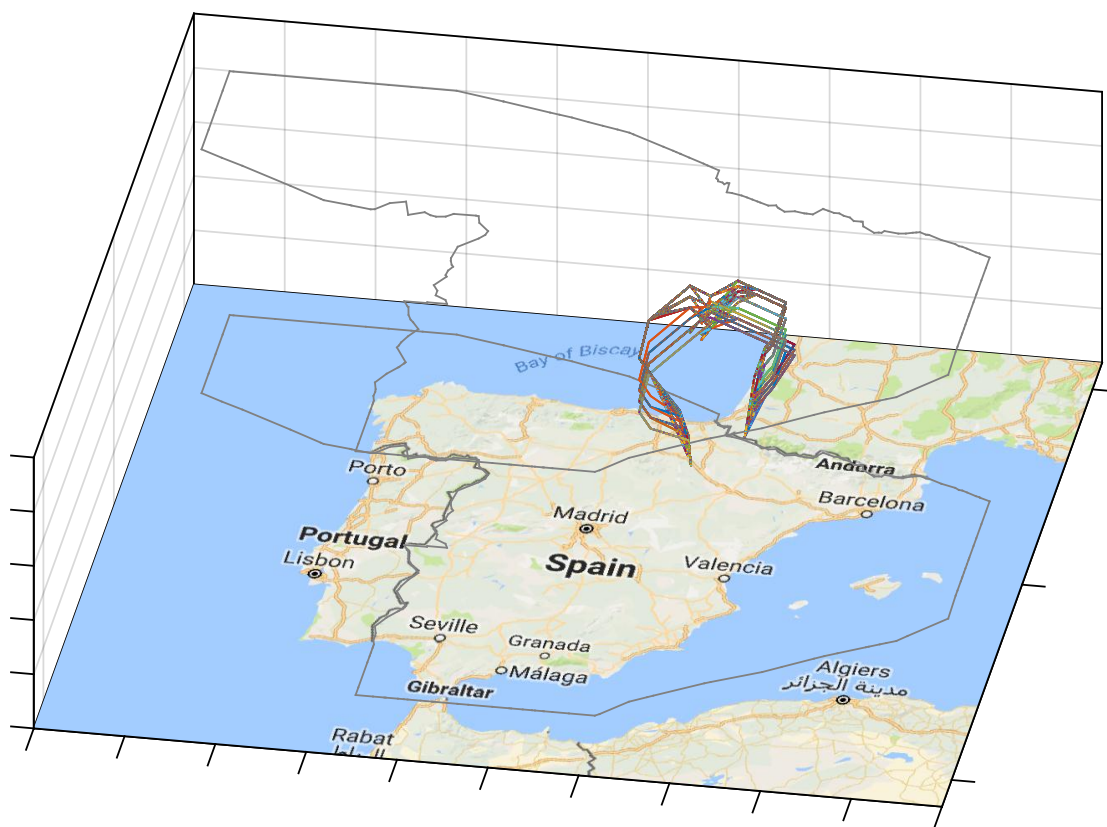 Bay of Biscay
Andorra
Porto
Barcelona
Madrid
Portugal
Lisbon
Spain
Valencia
Seville
Granada
Málaga
Algiers
مدينة الجزائر
Gibraltar
Rabat